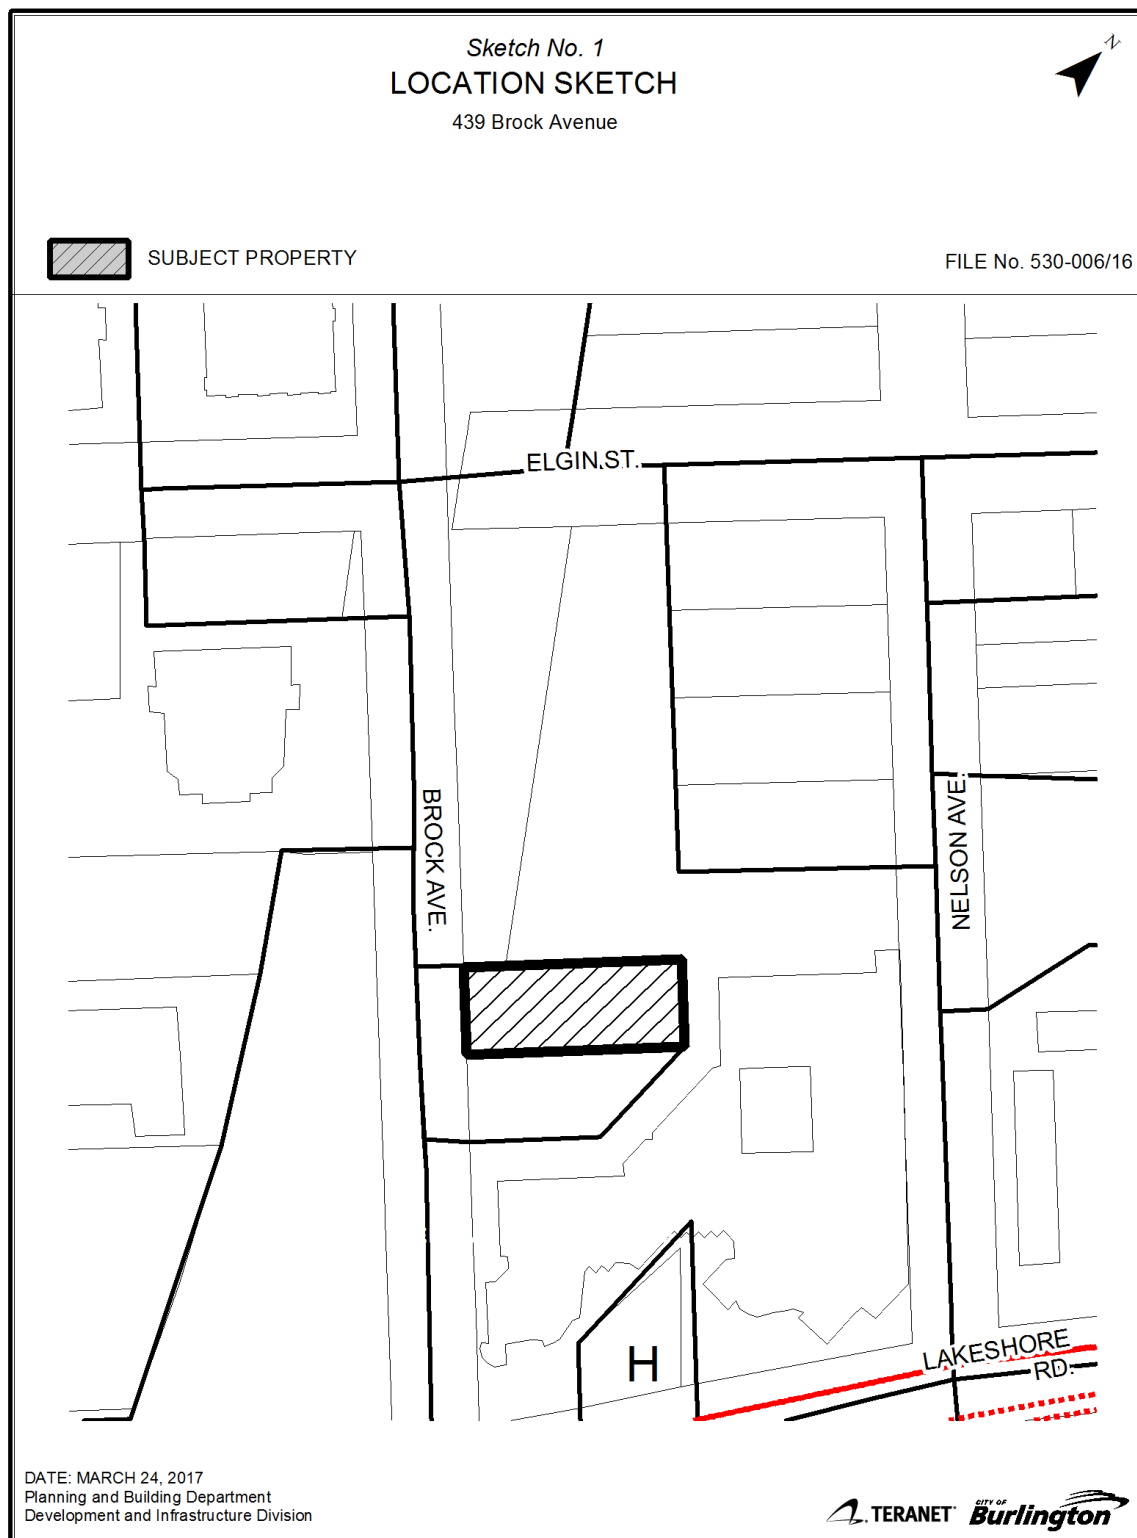 Sketch No. 1
N
LOCATION SKETCH
439 Brock Avenue
SUBJECT PROPERTY
FILE No. 530-006/16
ELGIN ST.
BROCK AVE.
NELSON AVE.
LAKESHORE
RD.
H
DATE: MARCH 24, 2017
Planning and Building Department
Development and Infrastructure Division
TERANET
CITY OF
Burlington